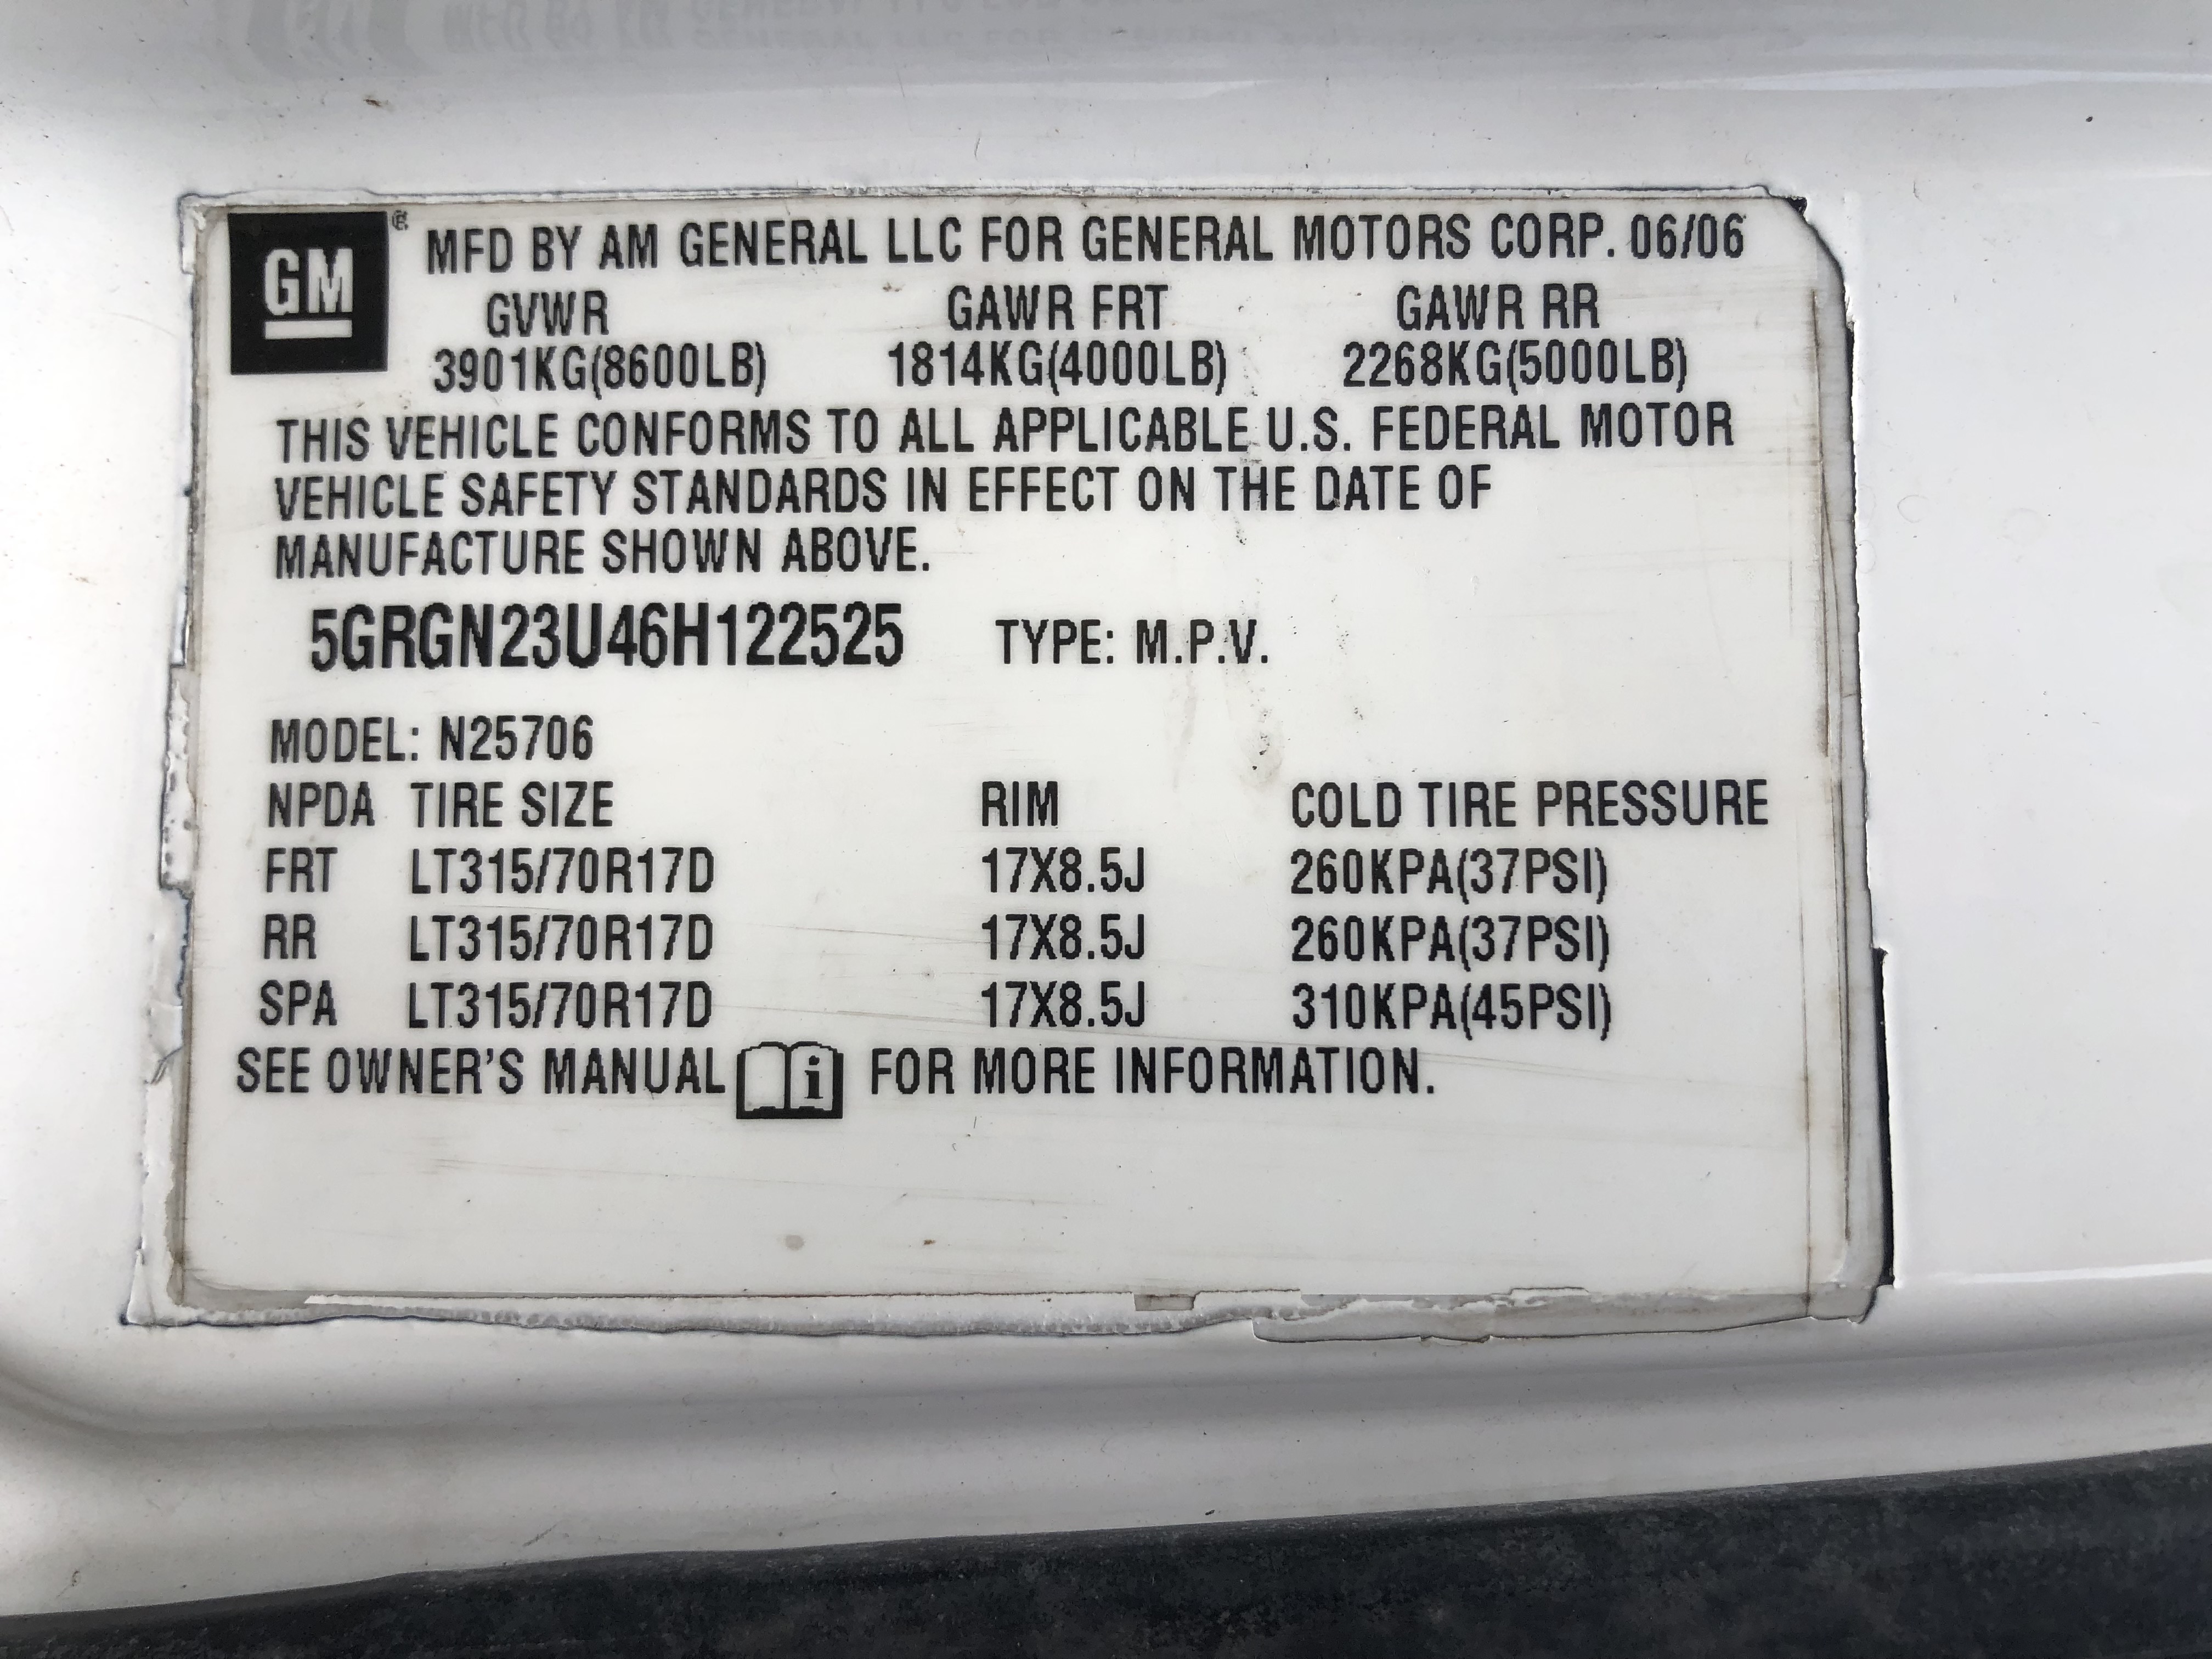 GM
MFD BY AM GENERAL LLC FOR GENERAL MOTORS CORP. 06/06
GVWR GAWR FRT GAWR RR
3901KG(8600LB) 1814KG(4000LB) 2268KG(5000LB)
THIS VEHICLE CONFORMS TO ALL APPLICABLE U.S. FEDERAL MOTOR
VEHICLE SAFETY STANDARDS IN EFFECT ON THE DATE OF
MANUFACTURE SHOWN ABOVE.
5GRGN23U46H122525 TYPE: M.P.V.
MODEL: N25706
NPDA TIRE SIZE RIM COLD TIRE PRESSURE
FRT LT315/70R17D 17X8.5J 260KPA(37PSI)
RR LT315/70R17D 17X8.5J 260KPA(37PSI)
SPA LT315/70R17D 17X8.5J 310KPA(45PSI)
SEE OWNER'S MANUAL i FOR MORE INFORMATION.